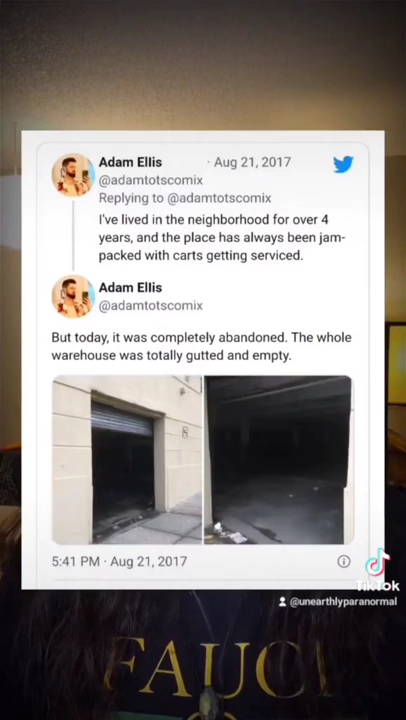 Adam Ellis · Aug 21, 2017
@adamtotscomix
Replying to @adamtotscomix
I've lived in the neighborhood for over 4
years, and the place has always been jam-
packed with carts getting serviced.
Adam Ellis
@adamtotscomix
But today, it was completely abandoned. The whole
warehouse was totally gutted and empty.
5:41 PM · Aug 21, 2017
TikTok
@unearthlyparanormal
FAUCI